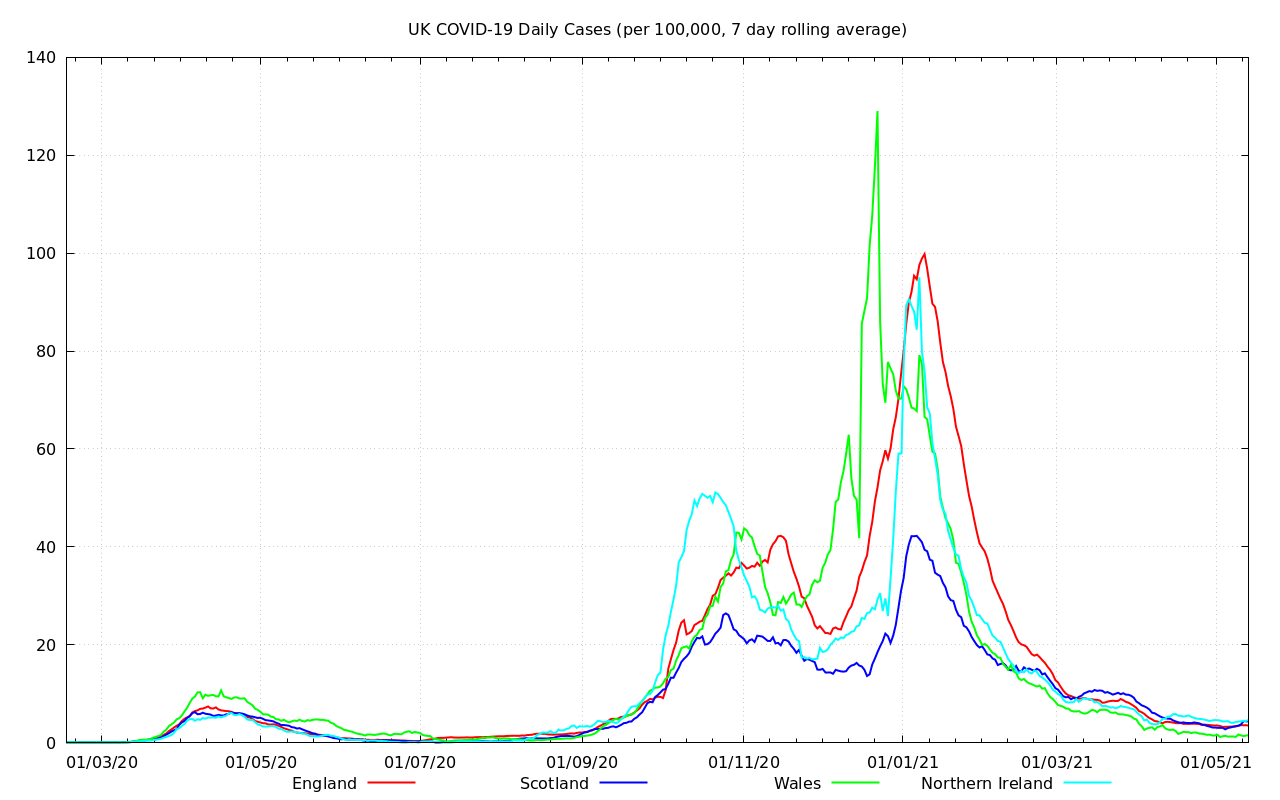 UK COVID-19 Daily Cases (per 100,000, 7 day rolling average)
140
120
100
80
60
40
20
0
01/03/20 01/05/20 01/07/20 01/09/20 01/11/20 01/01/21 01/03/21 01/05/21
England Scotland Wales Northern Ireland